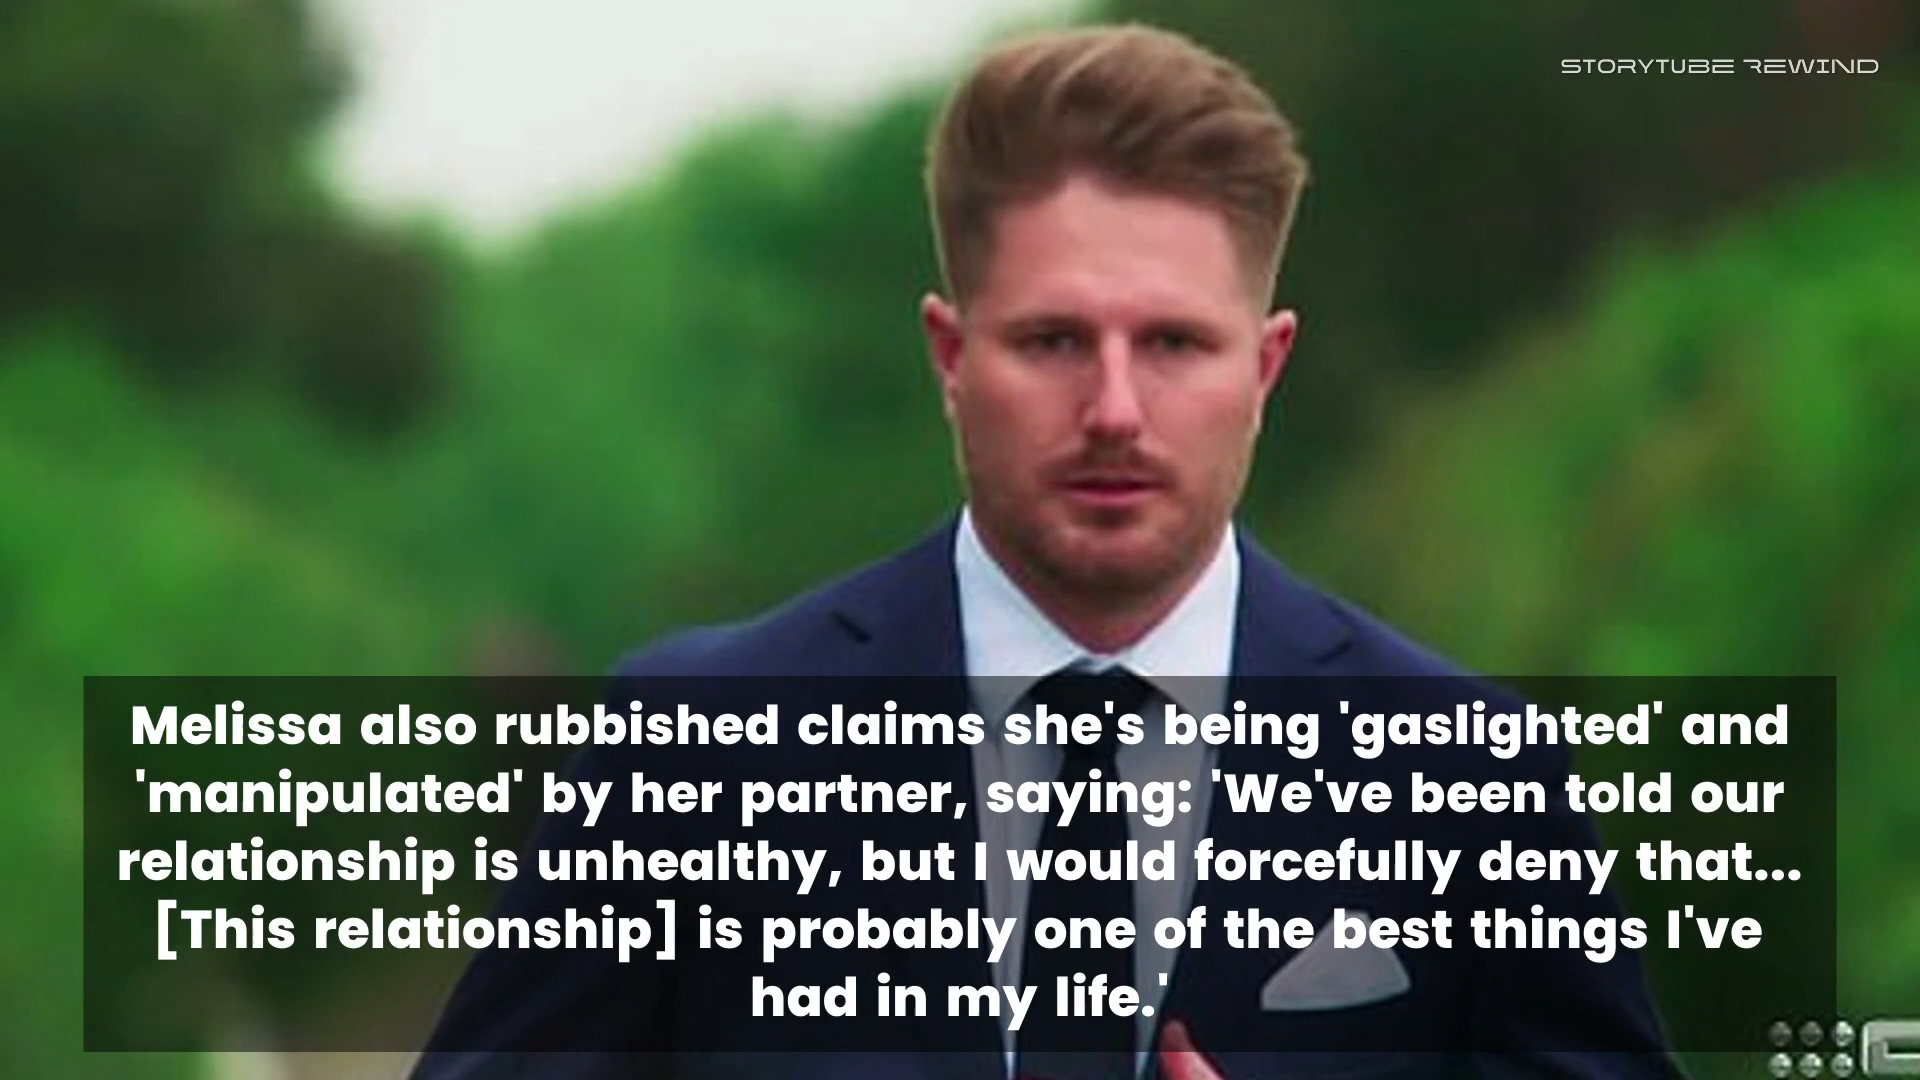 STORYTUBE REWIND
Melissa also rubbished claims she's being 'gaslighted' and
'manipulated' by her partner, saying: 'We've been told our
relationship is unhealthy, but I would forcefully deny that...
[This relationship] is probably one of the best things I've
had in my life.'